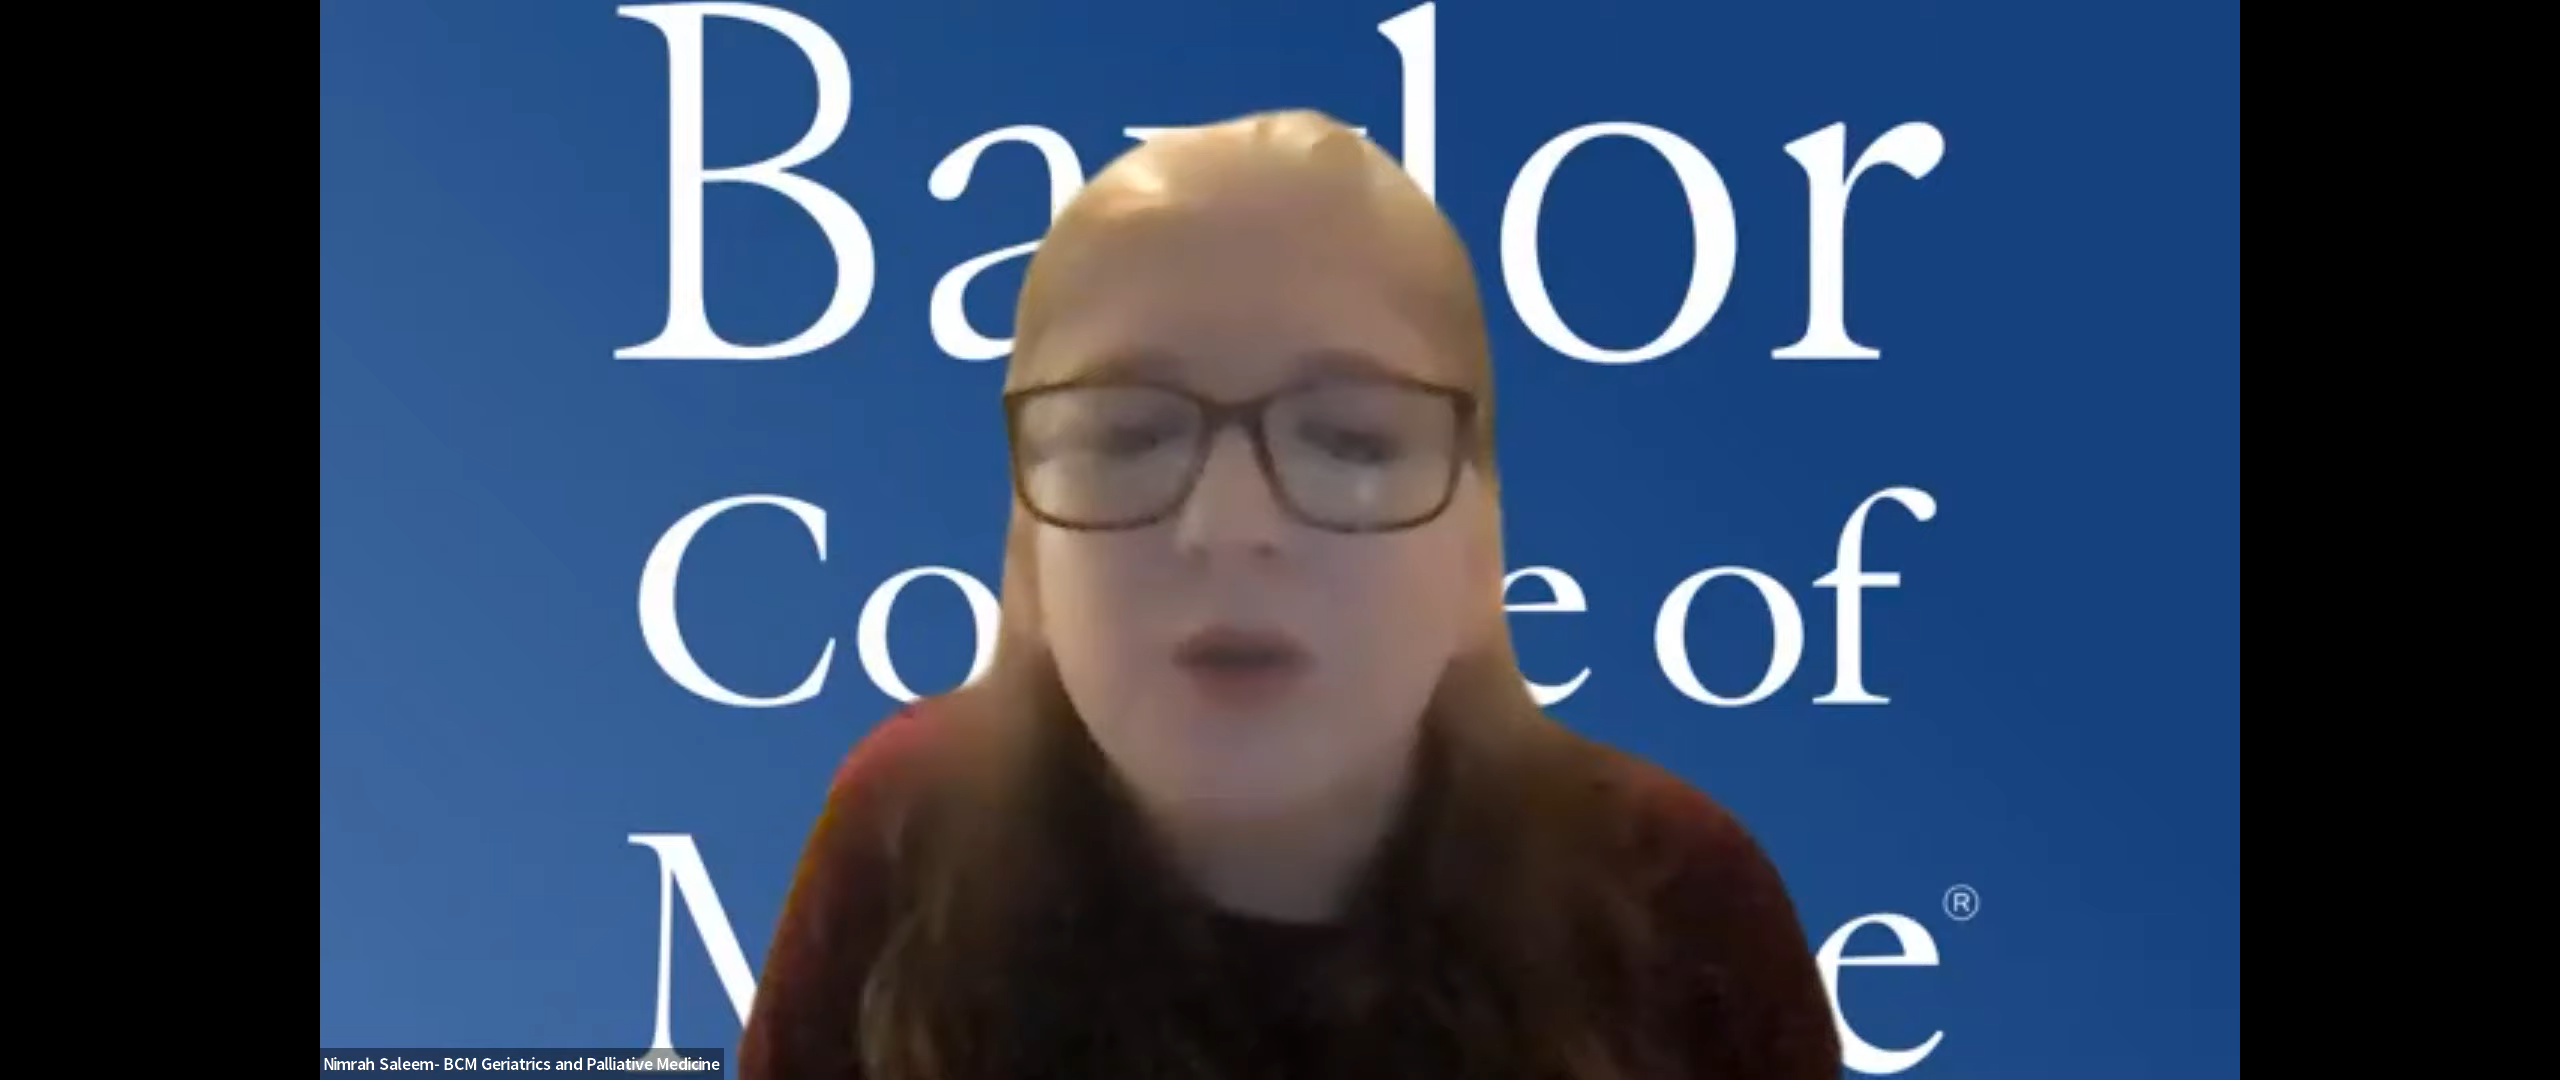 Ba lor
Co e of
M e®
Nimrah Saleem- BCM Geriatrics and Palliative Medicine